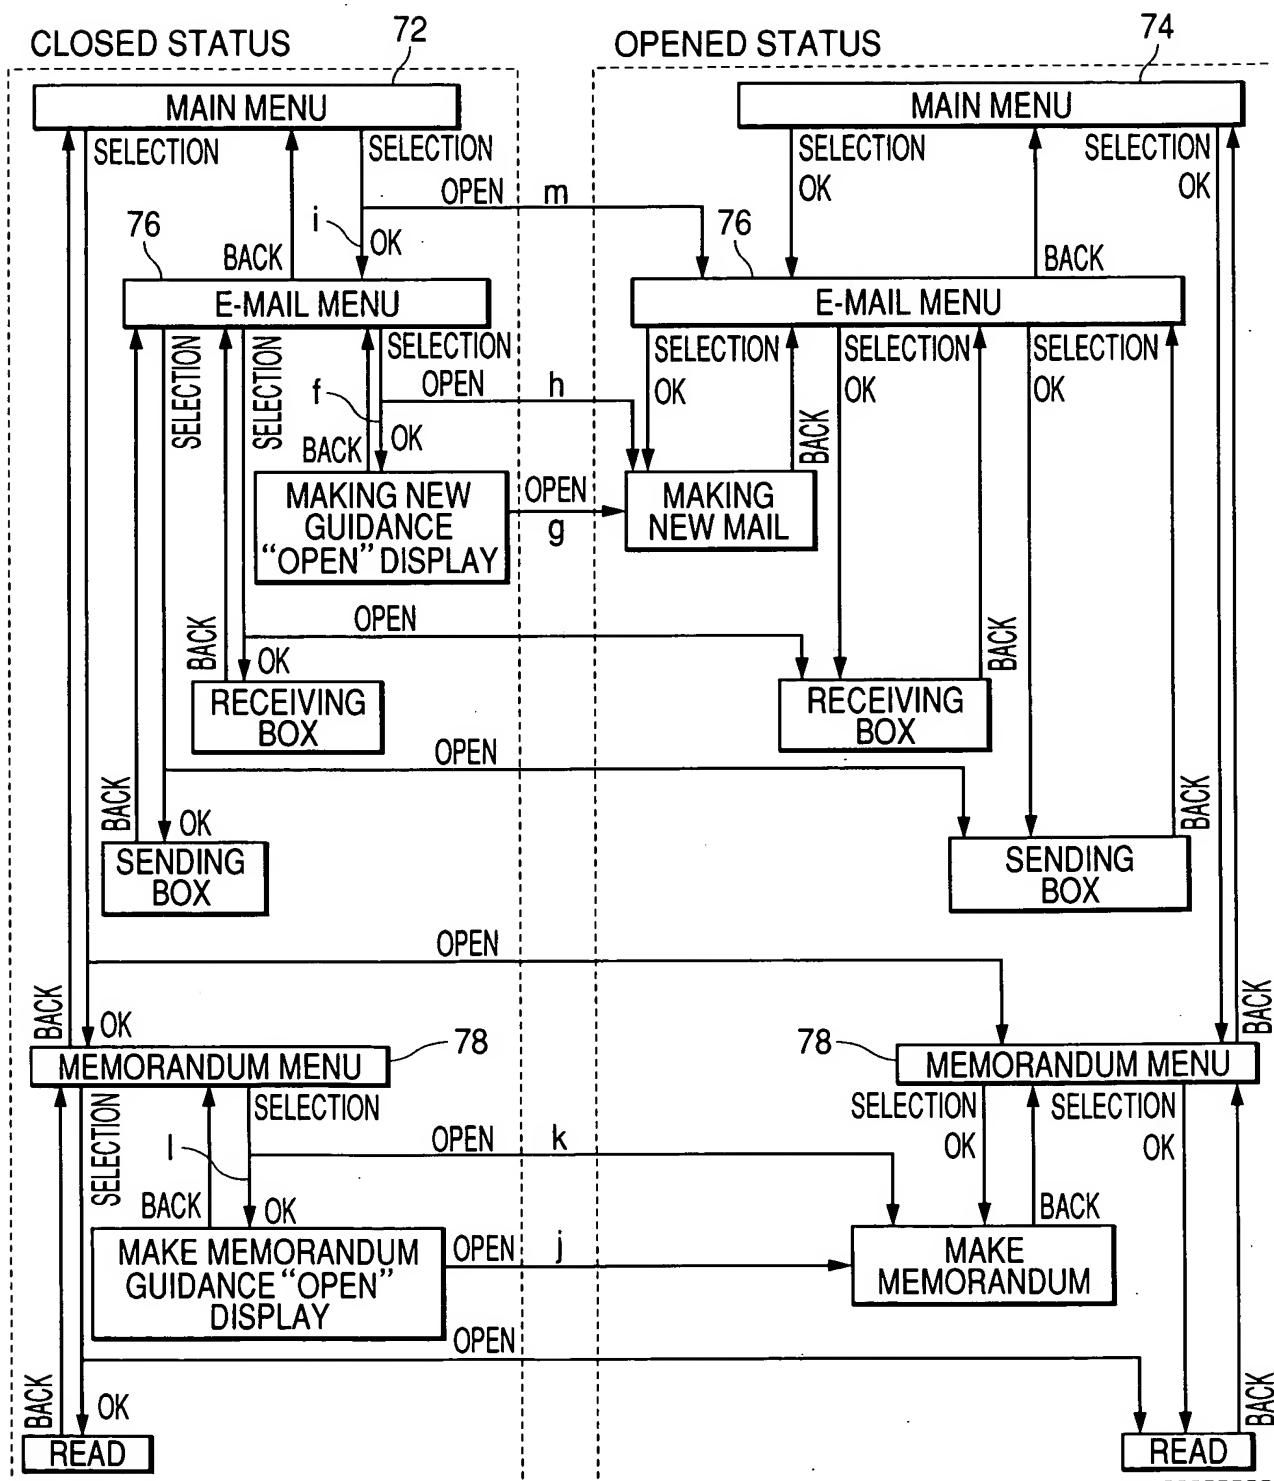 CLOSED STATUS
72
OPENED STATUS
74
MAIN MENU
MAIN MENU
SELECTION
SELECTION
SELECTION
OK
SELECTION
OK
OPEN
m
i
OK
76
BACK
76
BACK
E-MAIL MENU
E-MAIL MENU
SELECTION
SELECTION
SELECTION
SELECTION
OK
SELECTION
OK
SELECTION
OK
OPEN
h
f
OK
BACK
BACK
MAKING NEW
GUIDANCE
“OPEN” DISPLAY
OPEN
g
MAKING
NEW MAIL
OPEN
BACK
OK
BACK
RECEIVING
BOX
RECEIVING
BOX
OPEN
BACK
OK
BACK
SENDING
BOX
SENDING
BOX
OPEN
BACK
OK
BACK
MEMORANDUM MENU
78
78
MEMORANDUM MENU
SELECTION
SELECTION
SELECTION
OK
SELECTION
OK
OPEN
k
l
BACK
OK
BACK
MAKE MEMORANDUM
GUIDANCE “OPEN”
DISPLAY
OPEN
j
MAKE
MEMORANDUM
OPEN
BACK
OK
BACK
READ
READ